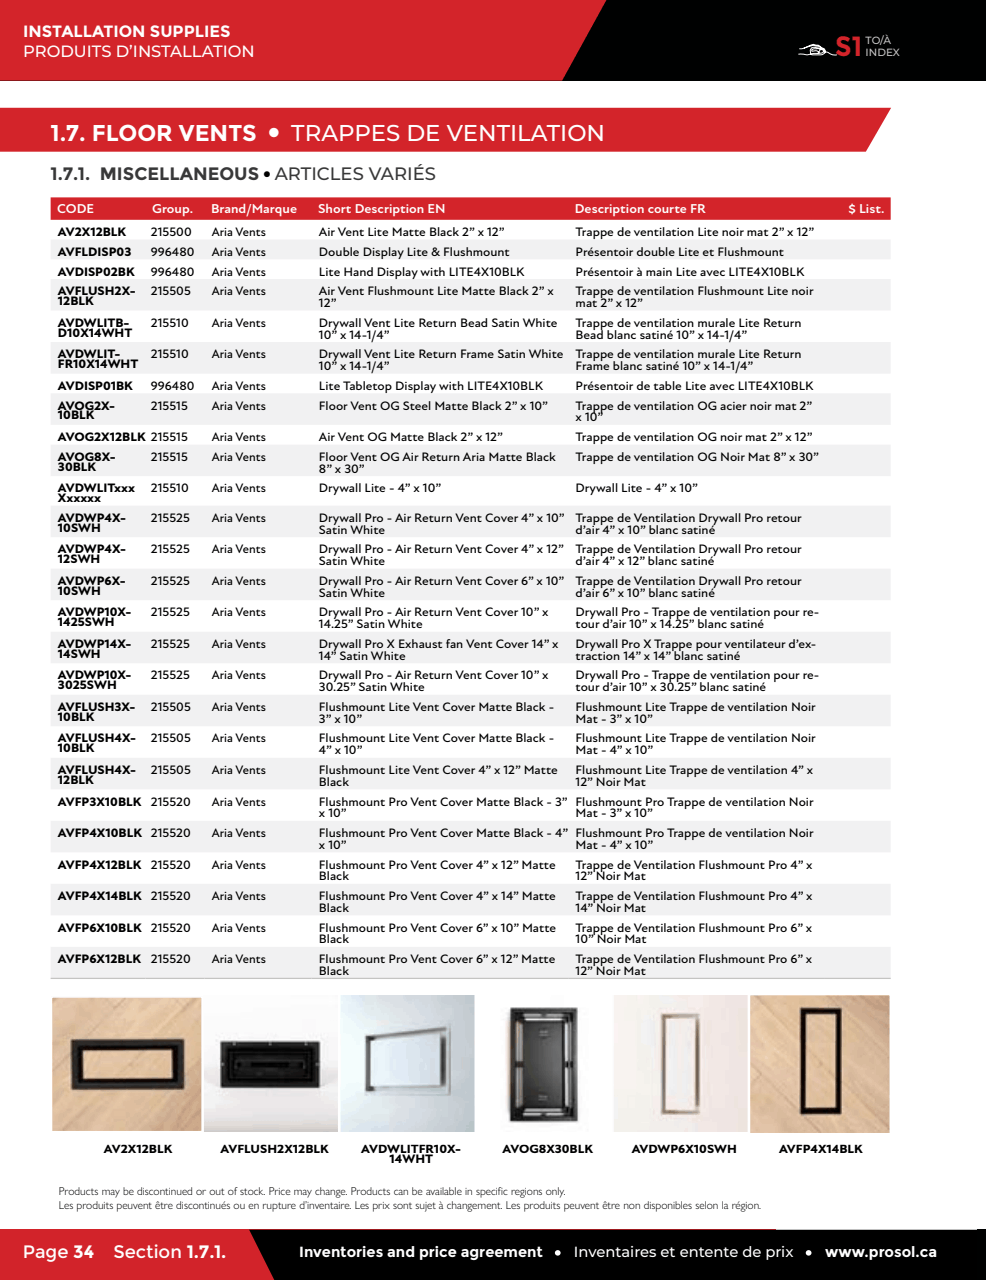 INSTALLATION SUPPLIES
PRODUITS D'INSTALLATION
S1 TO/À INDEX
1.7. FLOOR VENTS • TRAPPES DE VENTILATION
1.7.1. MISCELLANEOUS • ARTICLES VARIÉS
CODE Group. Brand/Marque Short Description EN Description courte FR $ List.
AV2X12BLK 215500 Aria Vents Air Vent Lite Matte Black 2” x 12” Trappe de ventilation Lite noir mat 2” x 12”
AVFLDISP03 996480 Aria Vents Double Display Lite & Flushmount Présentoir double Lite et Flushmount
AVDISP02BK 996480 Aria Vents Lite Hand Display with LITE4X10BLK Présentoir à main Lite avec LITE4X10BLK
AVFLUSH2X- 215505 Aria Vents Air Vent Flushmount Lite Matte Black 2” x Trappe de ventilation Flushmount Lite noir
12BLK 12” mat 2” x 12”
AVDWLITB- 215510 Aria Vents Drywall Vent Lite Return Bead Satin White Trappe de ventilation murale Lite Return
D10X14WHT 10” x 14-1/4” Bead blanc satiné 10” x 14-1/4”
AVDWLIT- 215510 Aria Vents Drywall Vent Lite Return Frame Satin White Trappe de ventilation murale Lite Return
FR10X14WHT 10” x 14-1/4” Frame blanc satiné 10” x 14-1/4”
AVDISP01BK 996480 Aria Vents Lite Tabletop Display with LITE4X10BLK Présentoir de table Lite avec LITE4X10BLK
AVOG2X- 215515 Aria Vents Floor Vent OG Steel Matte Black 2” x 10” Trappe de ventilation OG acier noir mat 2”
10BLK x 10”
AVOG2X12BLK 215515 Aria Vents Air Vent OG Matte Black 2” x 12” Trappe de ventilation OG noir mat 2” x 12”
AVOG8X- 215515 Aria Vents Floor Vent OG Air Return Aria Matte Black Trappe de ventilation OG Noir Mat 8” x 30”
30BLK 8” x 30”
AVDWLITxxx 215510 Aria Vents Drywall Lite - 4” x 10” Drywall Lite - 4” x 10”
Xxxxxx
AVDWP4X- 215525 Aria Vents Drywall Pro - Air Return Vent Cover 4” x 10” Trappe de Ventilation Drywall Pro retour
10SWH Satin White d’air 4” x 10” blanc satiné
AVDWP4X- 215525 Aria Vents Drywall Pro - Air Return Vent Cover 4” x 12” Trappe de Ventilation Drywall Pro retour
12SWH Satin White d’air 4” x 12” blanc satiné
AVDWP6X- 215525 Aria Vents Drywall Pro - Air Return Vent Cover 6” x 10” Trappe de Ventilation Drywall Pro retour
10SWH Satin White d’air 6” x 10” blanc satiné
AVDWP10X- 215525 Aria Vents Drywall Pro - Air Return Vent Cover 10” x Drywall Pro - Trappe de ventilation pour re-
1425SWH 14.25” Satin White tour d’air 10” x 14.25” blanc satiné
AVDWP14X- 215525 Aria Vents Drywall Pro X Exhaust fan Vent Cover 14” x Drywall Pro X Trappe pour ventilateur d’ex-
14SWH 14” Satin White traction 14” x 14” blanc satiné
AVDWP10X- 215525 Aria Vents Drywall Pro - Air Return Vent Cover 10” x Drywall Pro - Trappe de ventilation pour re-
3025SWH 30.25” Satin White tour d’air 10” x 30.25” blanc satiné
AVFLUSH3X- 215505 Aria Vents Flushmount Lite Vent Cover Matte Black - Flushmount Lite Trappe de ventilation Noir
10BLK 3” x 10” Mat - 3” x 10”
AVFLUSH4X- 215505 Aria Vents Flushmount Lite Vent Cover Matte Black - Flushmount Lite Trappe de ventilation Noir
10BLK 4” x 10” Mat - 4” x 10”
AVFLUSH4X- 215505 Aria Vents Flushmount Lite Vent Cover 4” x 12” Matte Flushmount Lite Trappe de ventilation 4” x
12BLK Black 12” Noir Mat
AVFP3X10BLK 215520 Aria Vents Flushmount Pro Vent Cover Matte Black - 3” Flushmount Pro Trappe de ventilation Noir
x 10” Mat - 3” x 10”
AVFP4X10BLK 215520 Aria Vents Flushmount Pro Vent Cover Matte Black - 4” Flushmount Pro Trappe de ventilation Noir
x 10” Mat - 4” x 10”
AVFP4X12BLK 215520 Aria Vents Flushmount Pro Vent Cover 4” x 12” Matte Trappe de Ventilation Flushmount Pro 4” x
Black 12” Noir Mat
AVFP4X14BLK 215520 Aria Vents Flushmount Pro Vent Cover 4” x 14” Matte Trappe de Ventilation Flushmount Pro 4” x
Black 14” Noir Mat
AVFP6X10BLK 215520 Aria Vents Flushmount Pro Vent Cover 6” x 10” Matte Trappe de Ventilation Flushmount Pro 6” x
Black 10” Noir Mat
AVFP6X12BLK 215520 Aria Vents Flushmount Pro Vent Cover 6” x 12” Matte Trappe de Ventilation Flushmount Pro 6” x
Black 12” Noir Mat
AV2X12BLK AVFLUSH2X12BLK AVDWLITFR10X- AVOG8X30BLK AVDWP6X10SWH AVFP4X14BLK
14WHT
Products may be discontinued or out of stock. Price may change. Products can be available in specific regions only.
Les produits peuvent être discontinués ou en rupture d’inventaire. Les prix sont sujet à changement. Les produits peuvent être non disponibles selon la région.
Page 34 Section 1.7.1. Inventories and price agreement • Inventaires et entente de prix • www.prosol.ca